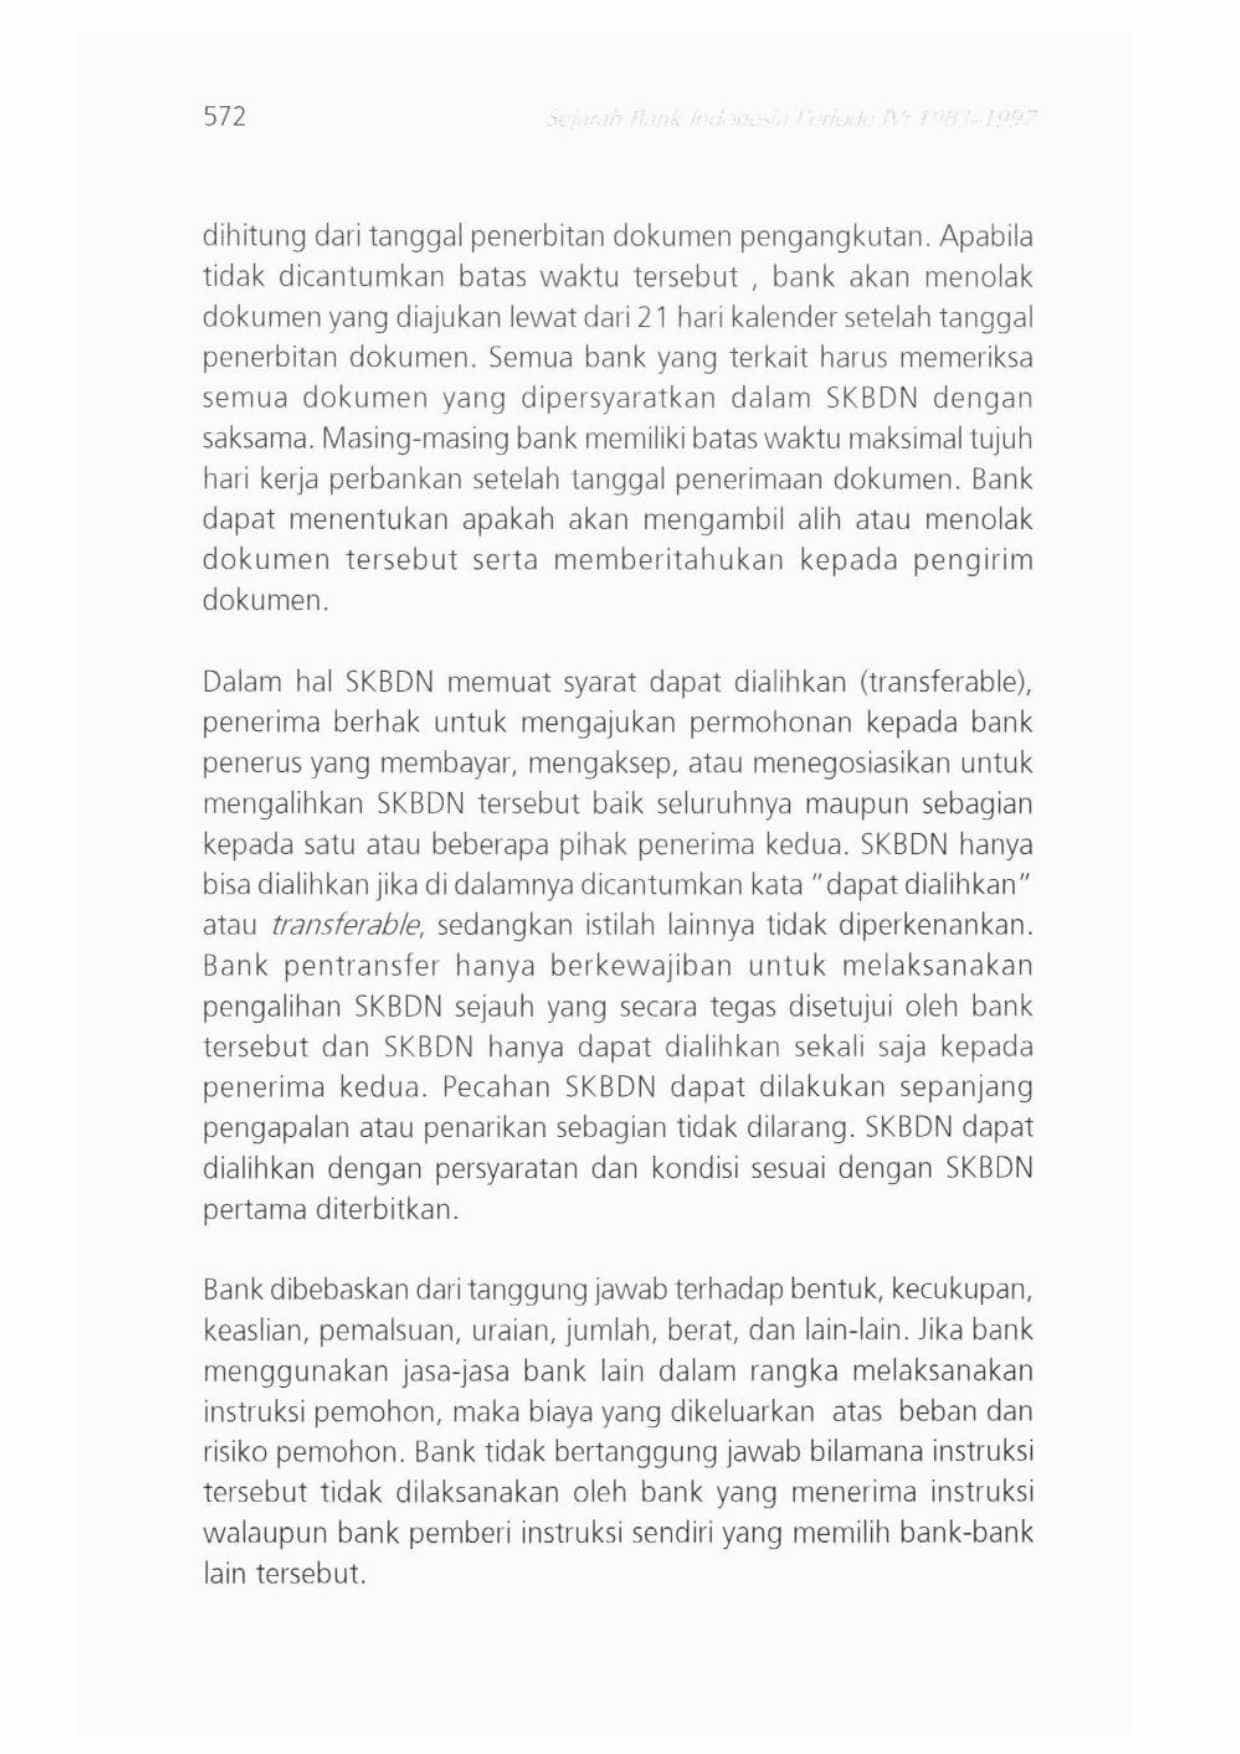 572
Sejarah Bank Indonesia Periode IV: 1983-1997
dihitung dari tanggal penerbitan dokumen pengangkutan. Apabila
tidak dicantumkan batas waktu tersebut , bank akan menolak
dokumen yang diajukan lewat dari 21 hari kalender setelah tanggal
penerbitan dokumen. Semua bank yang terkait harus memeriksa
semua dokumen yang dipersyaratkan dalam SKBDN dengan
saksama. Masing-masing bank memiliki batas waktu maksimal tujuh
hari kerja perbankan setelah tanggal penerimaan dokumen. Bank
dapat menentukan apakah akan mengambil alih atau menolak
dokumen tersebut serta memberitahukan kepada pengirim
dokumen.
Dalam hal SKBDN memuat syarat dapat dialihkan (transferable),
penerima berhak untuk mengajukan permohonan kepada bank
penerus yang membayar, mengaksep, atau menegosiasikan untuk
mengalihkan SKBDN tersebut baik seluruhnya maupun sebagian
kepada satu atau beberapa pihak penerima kedua. SKBDN hanya
bisa dialihkan jika di dalamnya dicantumkan kata "dapat dialihkan"
atau transferable, sedangkan istilah lainnya tidak diperkenankan.
Bank pentransfer hanya berkewajiban untuk melaksanakan
pengalihan SKBDN sejauh yang secara tegas disetujui oleh bank
tersebut dan SKBDN hanya dapat dialihkan sekali saja kepada
penerima kedua. Pecahan SKBDN dapat dilakukan sepanjang
pengapalan atau penarikan sebagian tidak dilarang. SKBDN dapat
dialihkan dengan persyaratan dan kondisi sesuai dengan SKBDN
pertama diterbitkan.
Bank dibebaskan dari tanggung jawab terhadap bentuk, kecukupan,
keaslian, pemalsuan, uraian, jumlah, berat, dan lain-lain. Jika bank
menggunakan jasa-jasa bank lain dalam rangka melaksanakan
instruksi pemohon, maka biaya yang dikeluarkan atas beban dan
risiko pemohon. Bank tidak bertanggung jawab bilamana instruksi
tersebut tidak dilaksanakan oleh bank yang menerima instruksi
walaupun bank pemberi instruksi sendiri yang memilih bank-bank
lain tersebut.